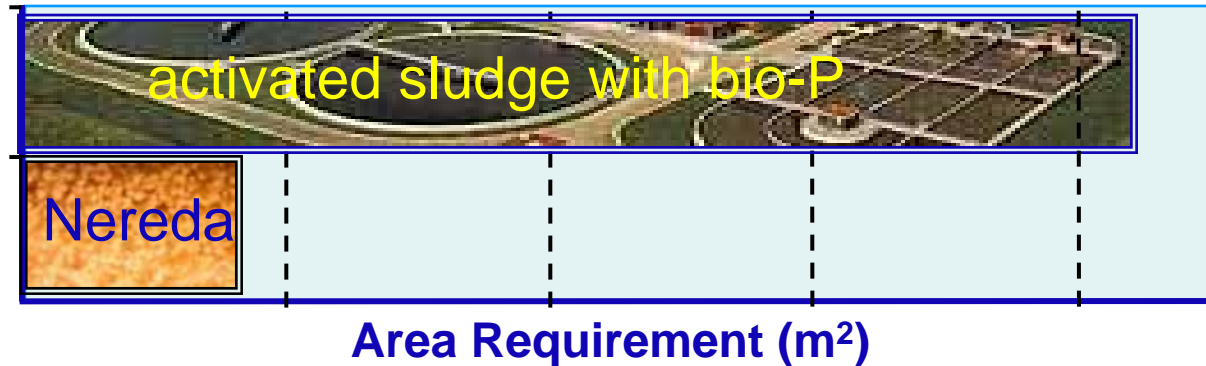 activated sludge with bio-P
Nereda
Area Requirement (m²)